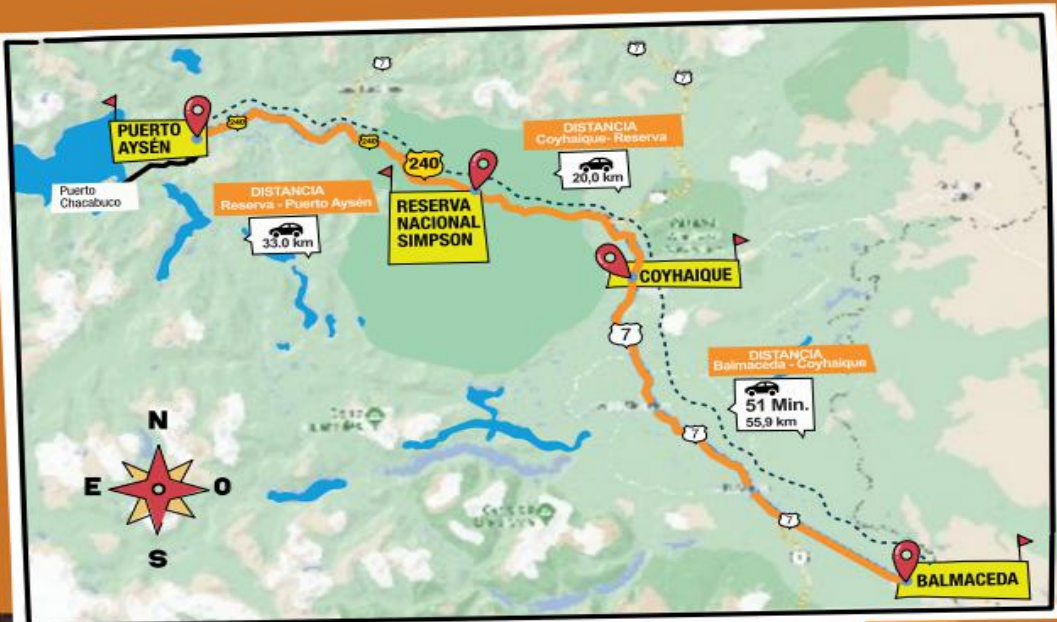 7
7
7
PUERTO
AYSÉN
240
240
240
DISTANCIA
Coyhaique- Reserva
20,0 km
Puerto
Chacabuco
DISTANCIA
Reserva - Puerto Aysén
33.0 km
RESERVA
NACIONAL
SIMPSON
COYHAIQUE
7
DISTANCIA
Balmaceda - Coyhaique
51 Min.
55,9 km
7
7
N
E
O
S
BALMACEDA